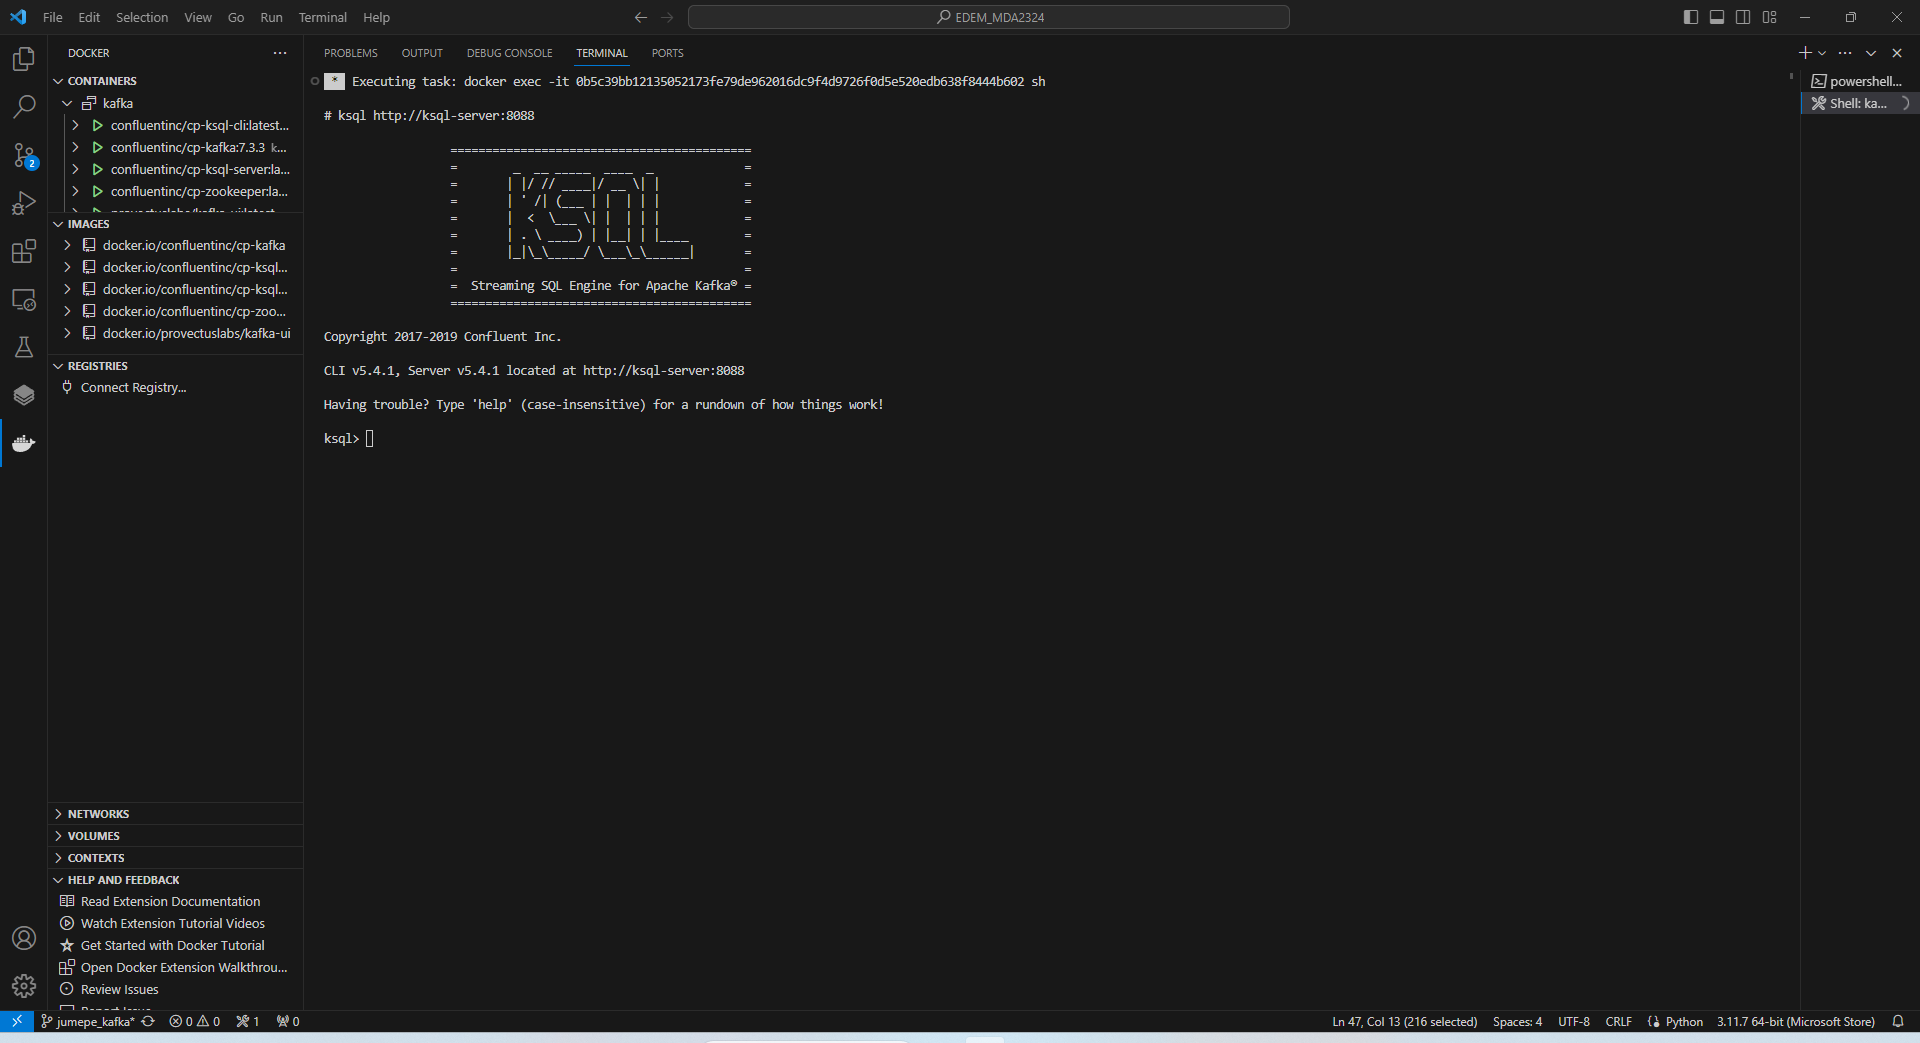 File Edit Selection View Go Run Terminal Help
EDEM_MDA2324
DOCKER
CONTAINERS
kafka
confluentinc/cp-ksql-cli:latest...
confluentinc/cp-kafka:7.3.3 k...
confluentinc/cp-ksql-server:la...
confluentinc/cp-zookeeper:la...
provectuslabs/kafka-ui:latest
IMAGES
docker.io/confluentinc/cp-kafka
docker.io/confluentinc/cp-ksql...
docker.io/confluentinc/cp-ksql...
docker.io/confluentinc/cp-zoo...
docker.io/provectuslabs/kafka-ui
REGISTRIES
Connect Registry...
NETWORKS
VOLUMES
CONTEXTS
HELP AND FEEDBACK
Read Extension Documentation
Watch Extension Tutorial Videos
Get Started with Docker Tutorial
Open Docker Extension Walkthrou...
Review Issues
Report Issue
2
PROBLEMS OUTPUT DEBUG CONSOLE TERMINAL PORTS
* Executing task: docker exec -it 0b5c39bb12135052173fe79de962016dc9f4d9726f0d5e520edb638f8444b602 sh
# ksql http://ksql-server:8088
===========================================
=        _  __ _____  ____  _             =
=       | |/ // ____|/ __ \| |            =
=       | ' /| (___ | |  | | |            =
=       |  <  \___ \| |  | | |            =
=       | . \ ____) | |__| | |____        =
=       |_|\_\_____/ \___\_\______|       =
=                                         =
=  Streaming SQL Engine for Apache Kafka® =
===========================================
Copyright 2017-2019 Confluent Inc.
CLI v5.4.1, Server v5.4.1 located at http://ksql-server:8088
Having trouble? Type 'help' (case-insensitive) for a rundown of how things work!
ksql>
powershell...
Shell: ka...
jumepe_kafka* 0 0 1 0
Ln 47, Col 13 (216 selected) Spaces: 4 UTF-8 CRLF Python 3.11.7 64-bit (Microsoft Store)